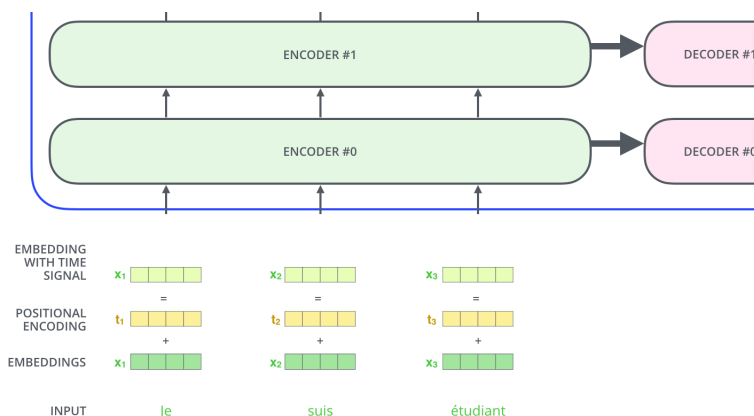 ENCODER #1
DECODER #1
ENCODER #0
DECODER #0
EMBEDDING
WITH TIME
SIGNAL
x₁ x₂ x₃
= = =
POSITIONAL
ENCODING
t₁ t₂ t₃
+ + +
EMBEDDINGS x₁ x₂ x₃
INPUT le suis étudiant